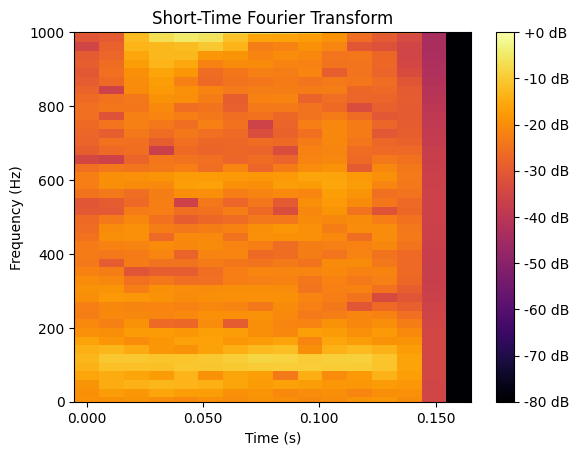 Short-Time Fourier Transform
Frequency (Hz)
1000
800
600
400
200
0
0.000
0.050
0.100
0.150
Time (s)
+0 dB
-10 dB
-20 dB
-30 dB
-40 dB
-50 dB
-60 dB
-70 dB
-80 dB